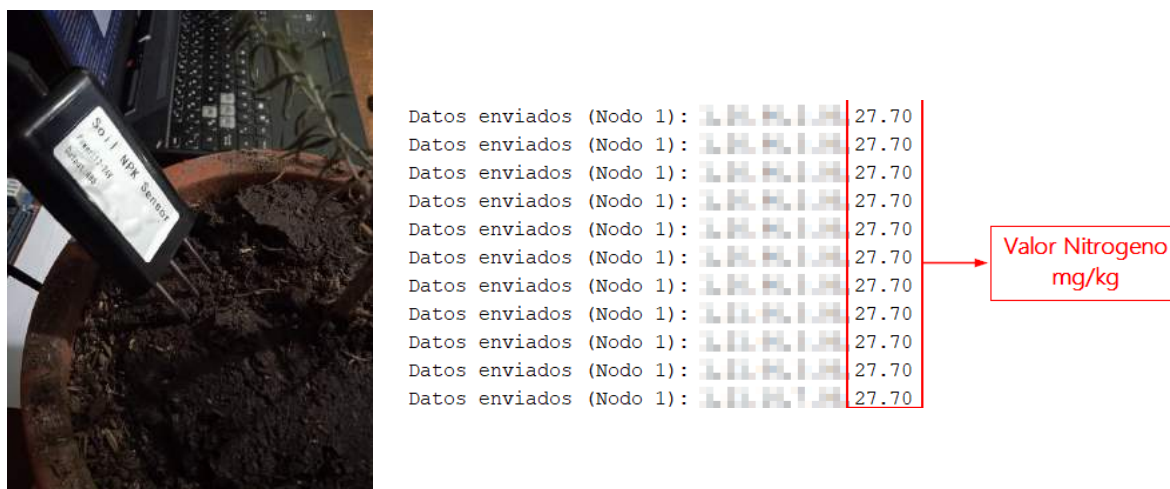 Soil NPK Sensor
Datos enviados (Nodo 1): 27.70
Datos enviados (Nodo 1): 27.70
Datos enviados (Nodo 1): 27.70
Datos enviados (Nodo 1): 27.70
Datos enviados (Nodo 1): 27.70
Datos enviados (Nodo 1): 27.70
Datos enviados (Nodo 1): 27.70
Datos enviados (Nodo 1): 27.70
Datos enviados (Nodo 1): 27.70
Datos enviados (Nodo 1): 27.70
Datos enviados (Nodo 1): 27.70
Valor Nitrogeno
mg/kg